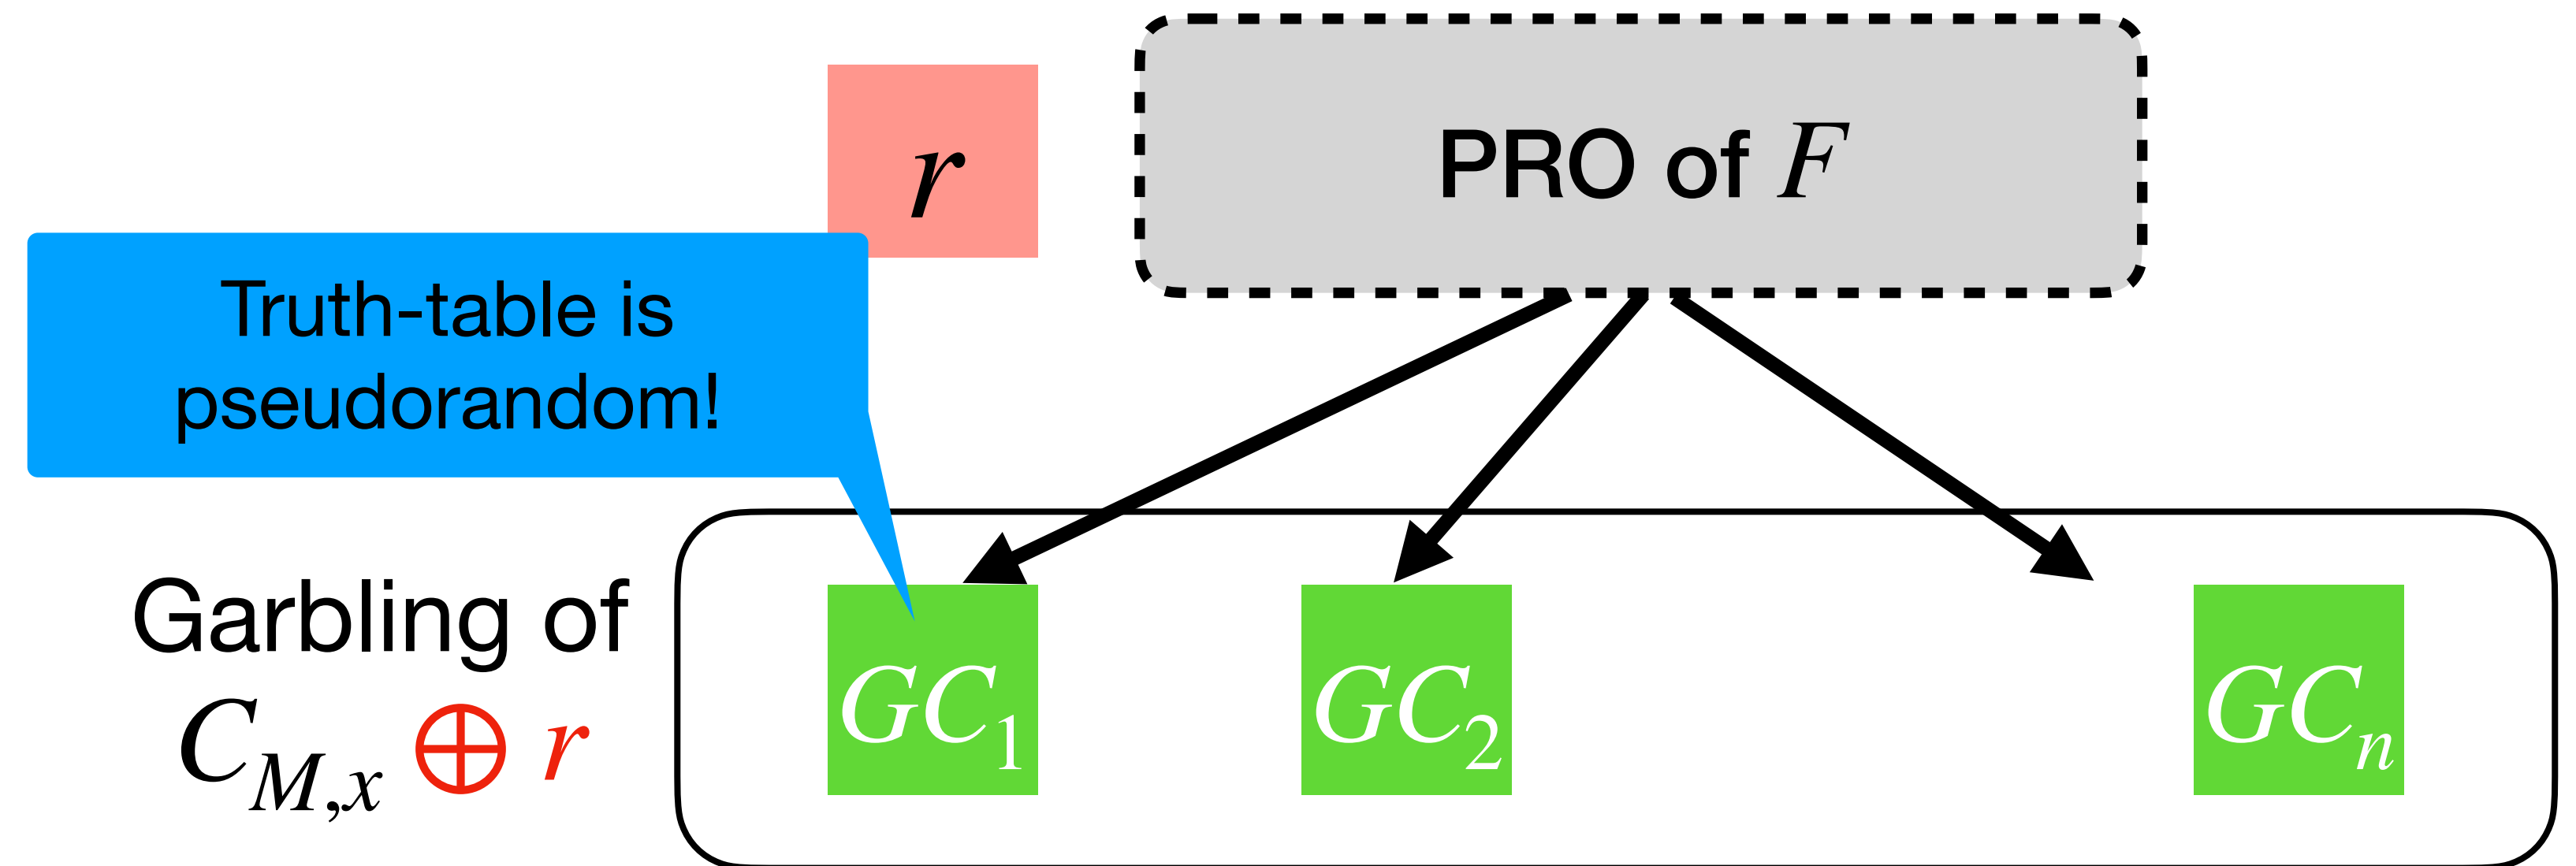 r
PRO of F
Truth-table is
pseudorandom!
Garbling of
C_{M,x} ⊕ r
GC_1
GC_2
GC_n